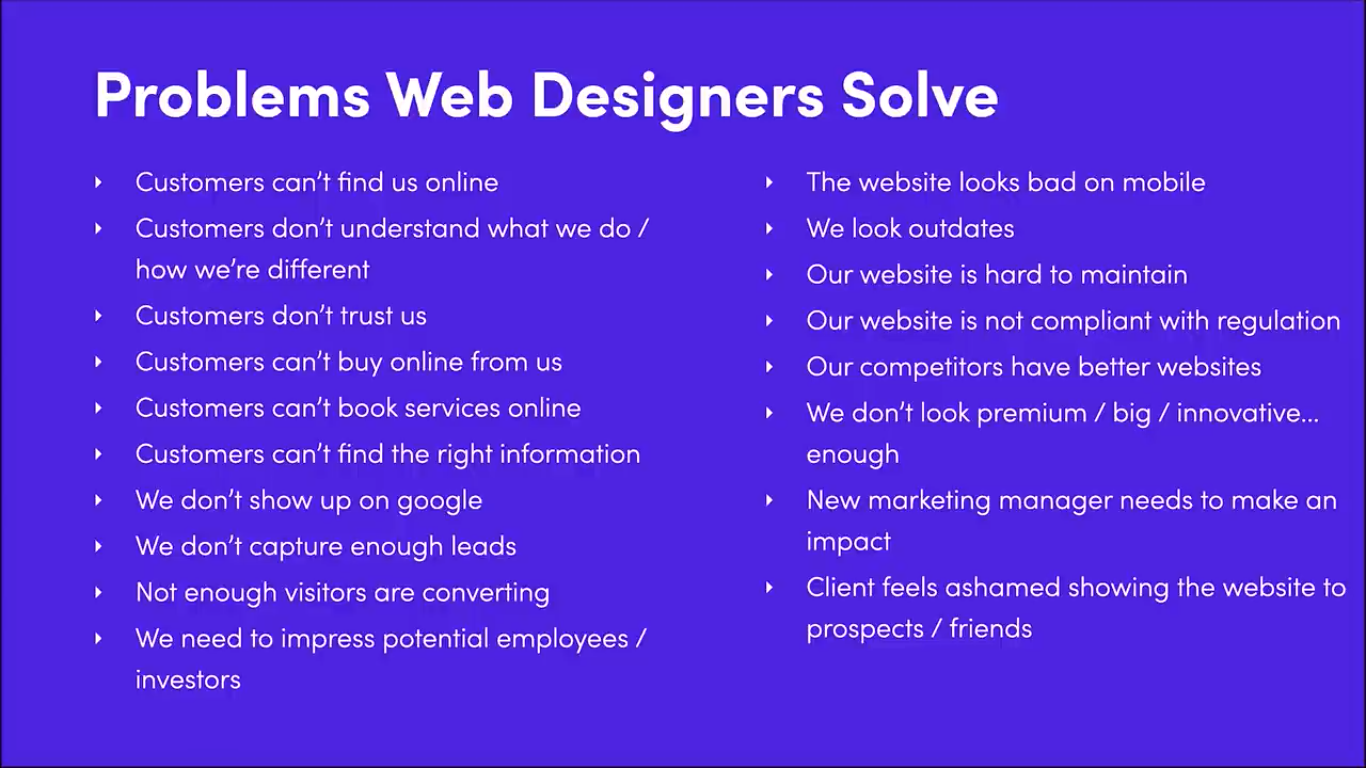 Problems Web Designers Solve
Customers can’t find us online
Customers don’t understand what we do /
how we’re different
Customers don’t trust us
Customers can’t buy online from us
Customers can’t book services online
Customers can’t find the right information
We don’t show up on google
We don’t capture enough leads
Not enough visitors are converting
We need to impress potential employees /
investors
The website looks bad on mobile
We look outdates
Our website is hard to maintain
Our website is not compliant with regulation
Our competitors have better websites
We don’t look premium / big / innovative...
enough
New marketing manager needs to make an
impact
Client feels ashamed showing the website to
prospects / friends